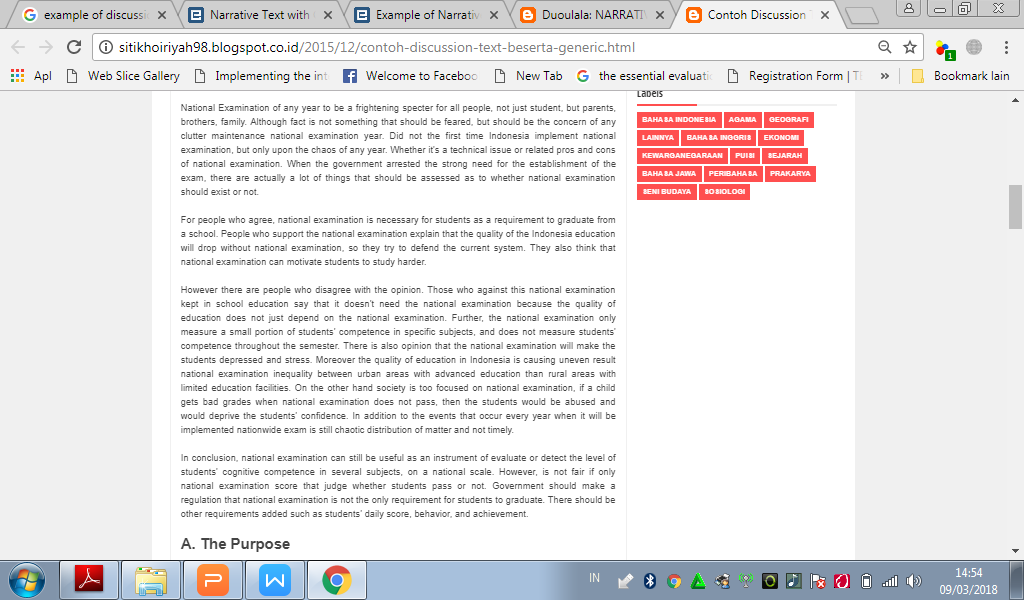 example of discussi
Narrative Text with
Example of Narrativ
Duoulala: NARRATIV
Contoh Discussion T
sitikhoiriyah98.blogspot.co.id/2015/12/contoh-discussion-text-beserta-generic.html
1
Apl
Web Slice Gallery
Implementing the int
Welcome to Faceboo
New Tab
the essential evaluati
Registration Form | Th
»
Bookmark lain
National Examination of any year to be a frightening specter for all people, not just student, but parents,
brothers, family. Although fact is not something that should be feared, but should be the concern of any
clutter maintenance national examination year. Did not the first time Indonesia implement national
examination, but only upon the chaos of any year. Whether it's a technical issue or related pros and cons
of national examination. When the government arrested the strong need for the establishment of the
exam, there are actually a lot of things that should be assessed as to whether national examination
should exist or not.
For people who agree, national examination is necessary for students as a requirement to graduate from
a school. People who support the national examination explain that the quality of the Indonesia education
will drop without national examination, so they try to defend the current system. They also think that
national examination can motivate students to study harder.
However there are people who disagree with the opinion. Those who against this national examination
kept in school education say that it doesn't need the national examination because the quality of
education does not just depend on the national examination. Further, the national examination only
measure a small portion of students' competence in specific subjects, and does not measure students'
competence throughout the semester. There is also opinion that the national examination will make the
students depressed and stress. Moreover the quality of education in Indonesia is causing uneven result
national examination inequality between urban areas with advanced education than rural areas with
limited education facilities. On the other hand society is too focused on national examination, if a child
gets bad grades when national examination does not pass, then the students would be abused and
would deprive the students' confidence. In addition to the events that occur every year when it will be
implemented nationwide exam is still chaotic distribution of matter and not timely.
In conclusion, national examination can still be useful as an instrument of evaluate or detect the level of
students' cognitive competence in several subjects, on a national scale. However, is not fair if only
national examination score that judge whether students pass or not. Government should make a
regulation that national examination is not the only requirement for students to graduate. There should be
other requirements added such as students' daily score, behavior, and achievement.
A. The Purpose
Labels
BAHASA INDONESIA AGAMA GEOGRAFI
LAINNYA BAHASA INGGRIS EKONOMI
KEWARGANEGARAAN PUISI SEJARAH
BAHASA JAWA PERIBAHASA PRAKARYA
SENI BUDAYA SOSIOLOGI
IN
14:54
09/03/2018